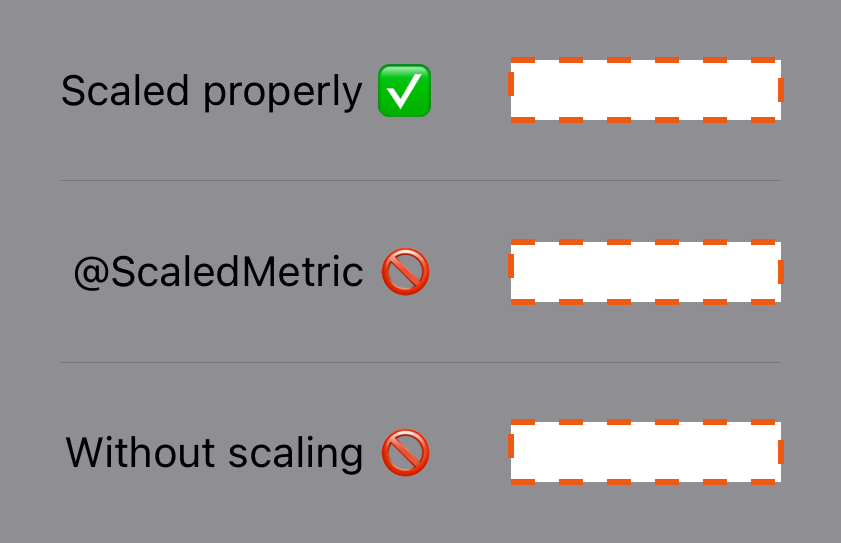 Scaled properly ✅
@ScaledMetric 🚫
Without scaling 🚫